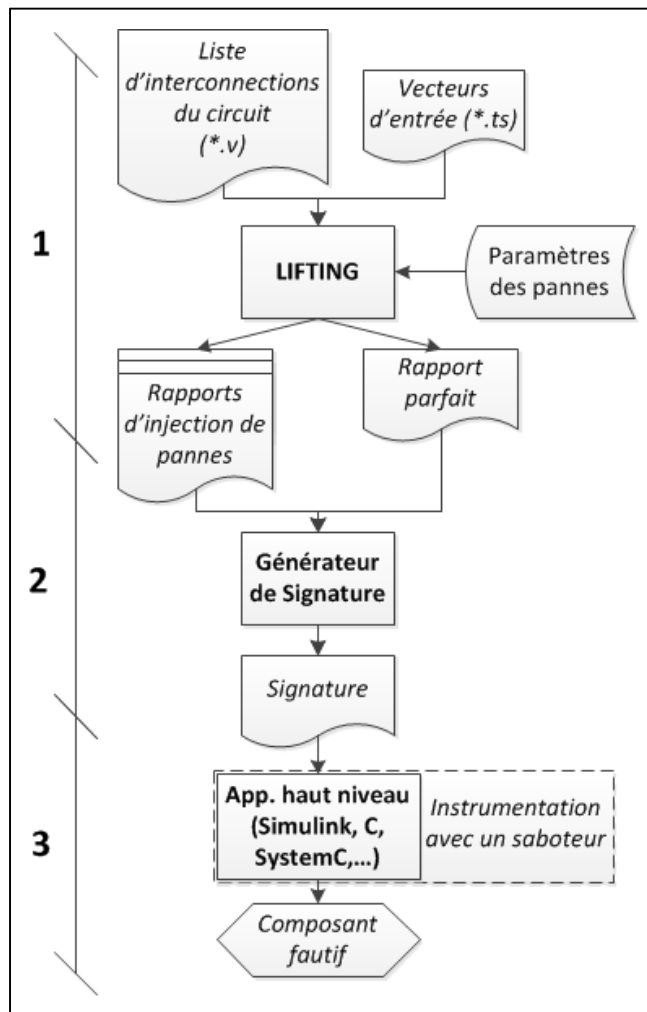 Liste
d'interconnections
du circuit
(*.v)
Vecteurs
d'entrée (*.ts)
1
LIFTING
Paramètres
des pannes
Rapports
d'injection de
pannes
Rapport
parfait
2
Générateur
de Signature
Signature
3
App. haut niveau
(Simulink, C,
SystemC,...)
Instrumentation
avec un saboteur
Composant
fautif